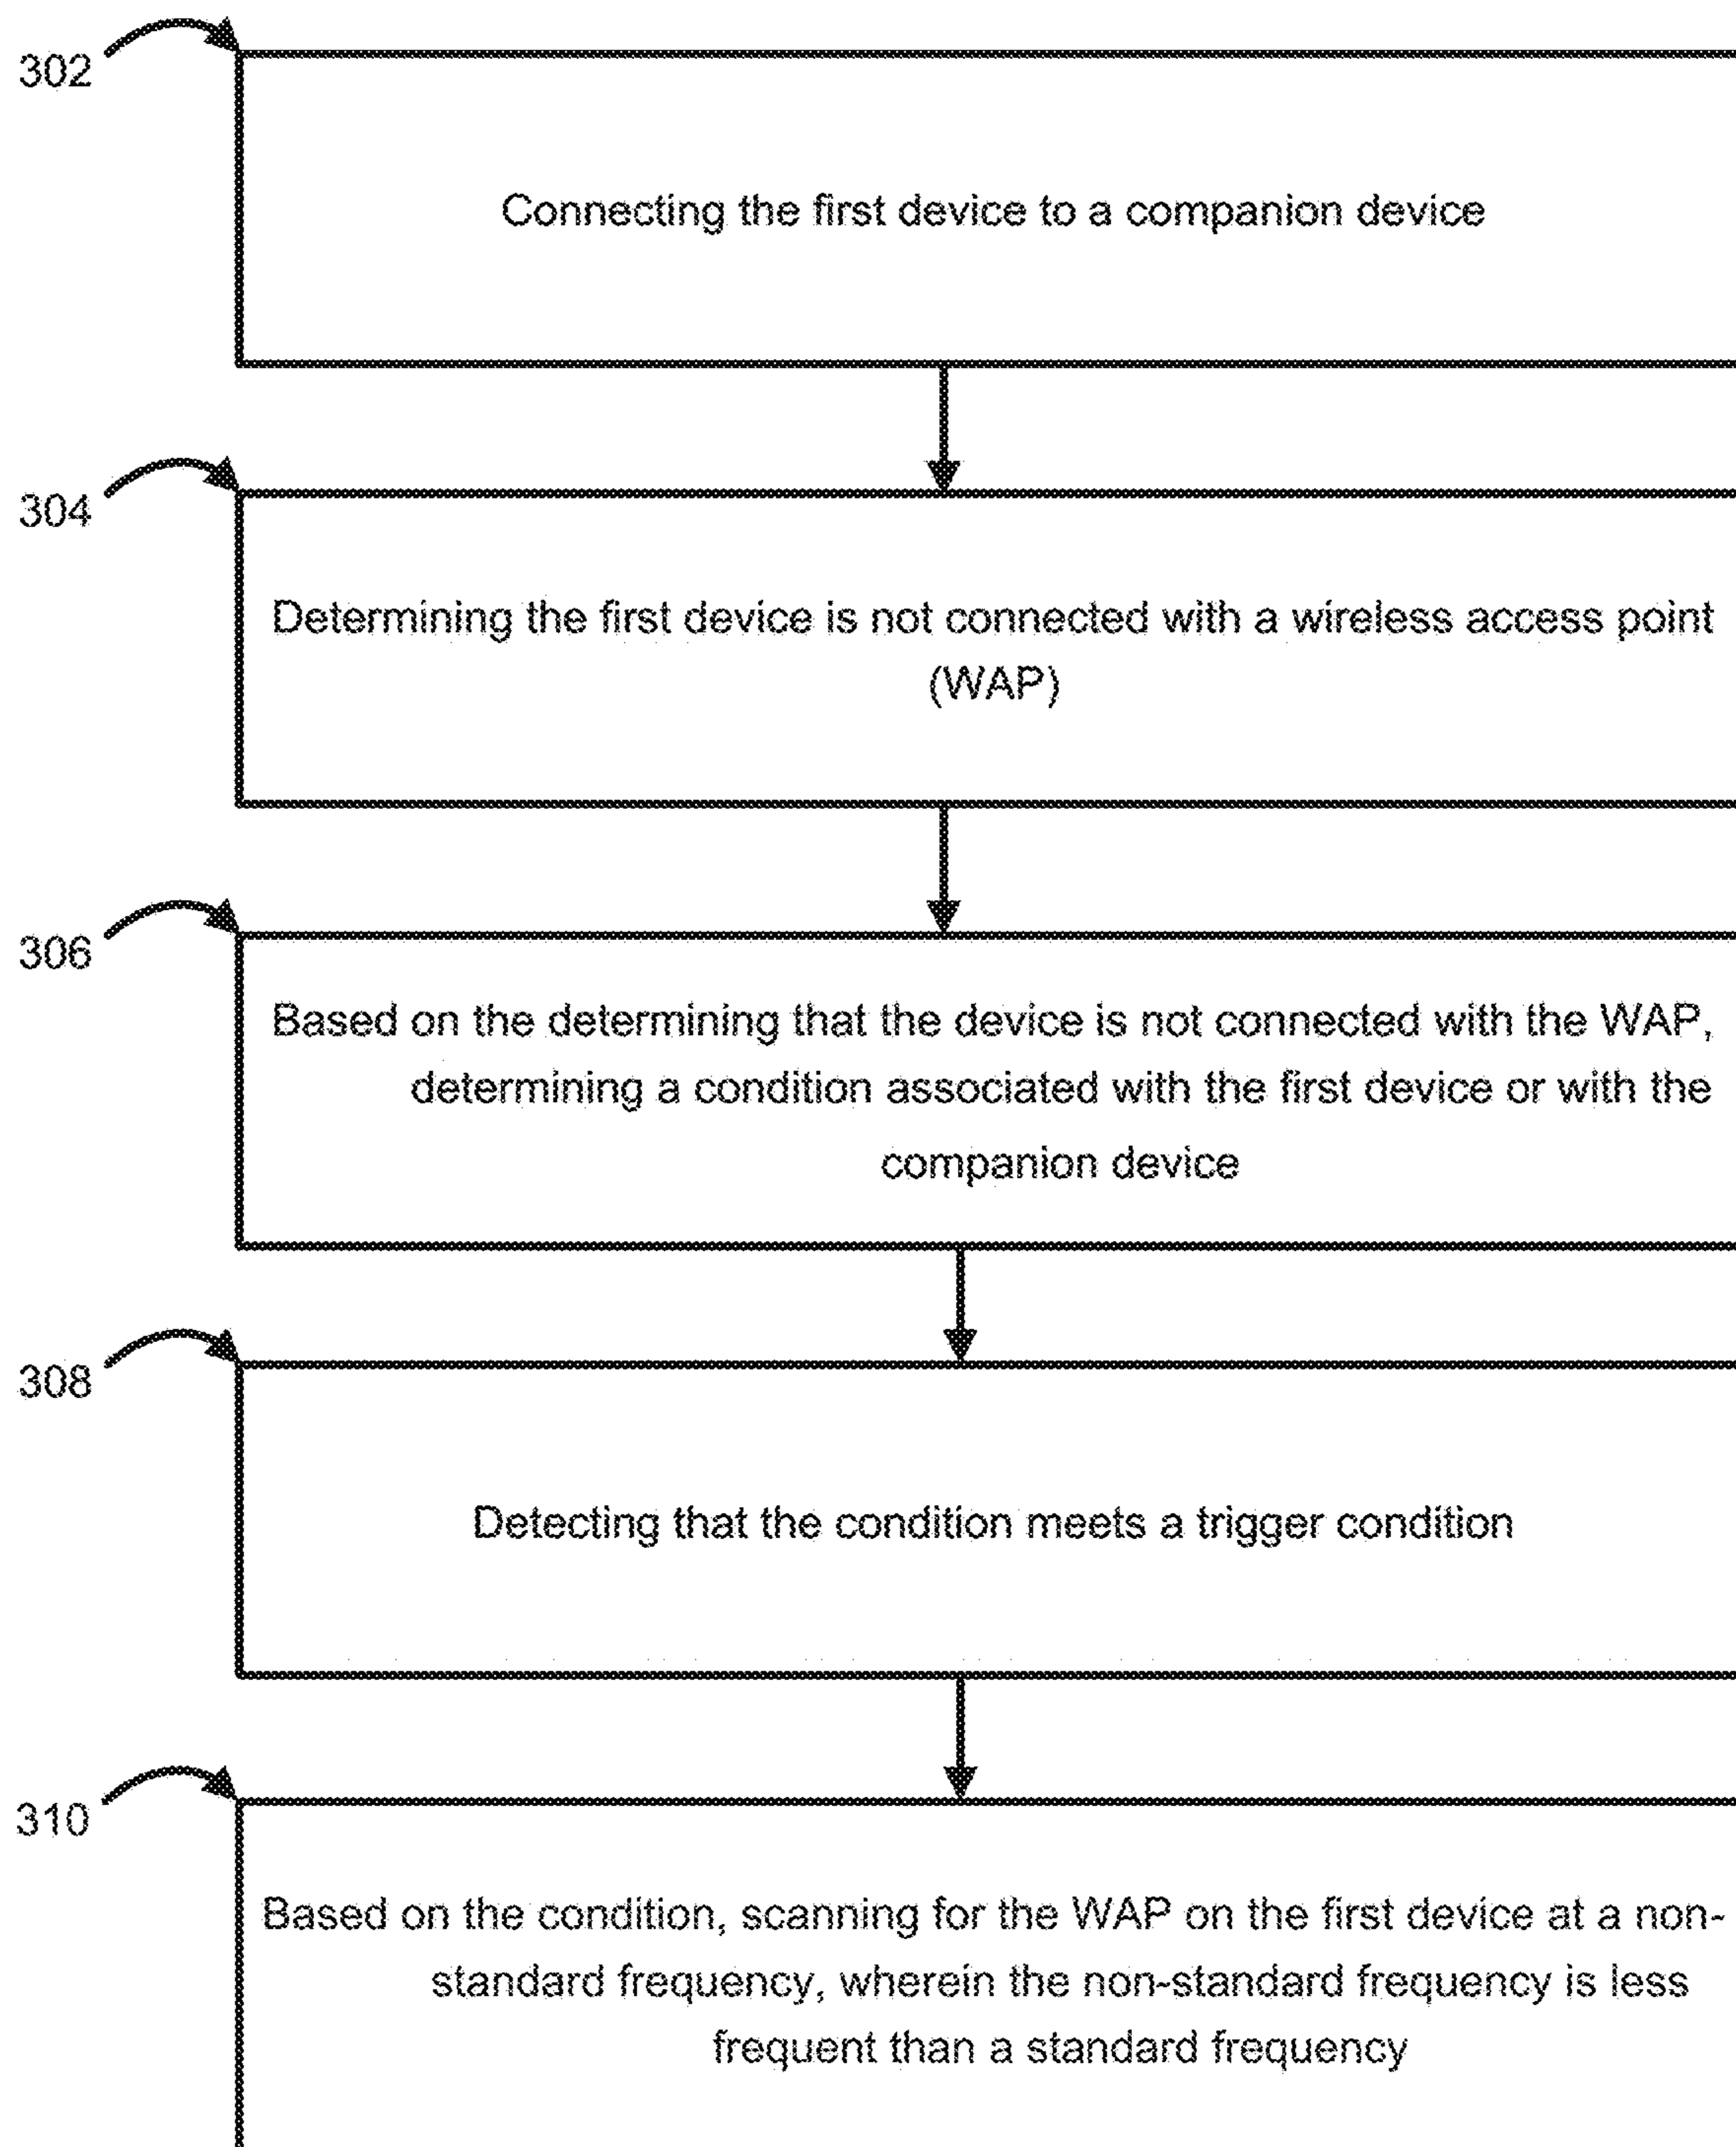 302
Connecting the first device to a companion device
304
Determining the first device is not connected with a wireless access point
(WAP)
306
Based on the determining that the device is not connected with the WAP,
determining a condition associated with the first device or with the
companion device
308
Detecting that the condition meets a trigger condition
310
Based on the condition, scanning for the WAP on the first device at a non-
standard frequency, wherein the non-standard frequency is less
frequent than a standard frequency